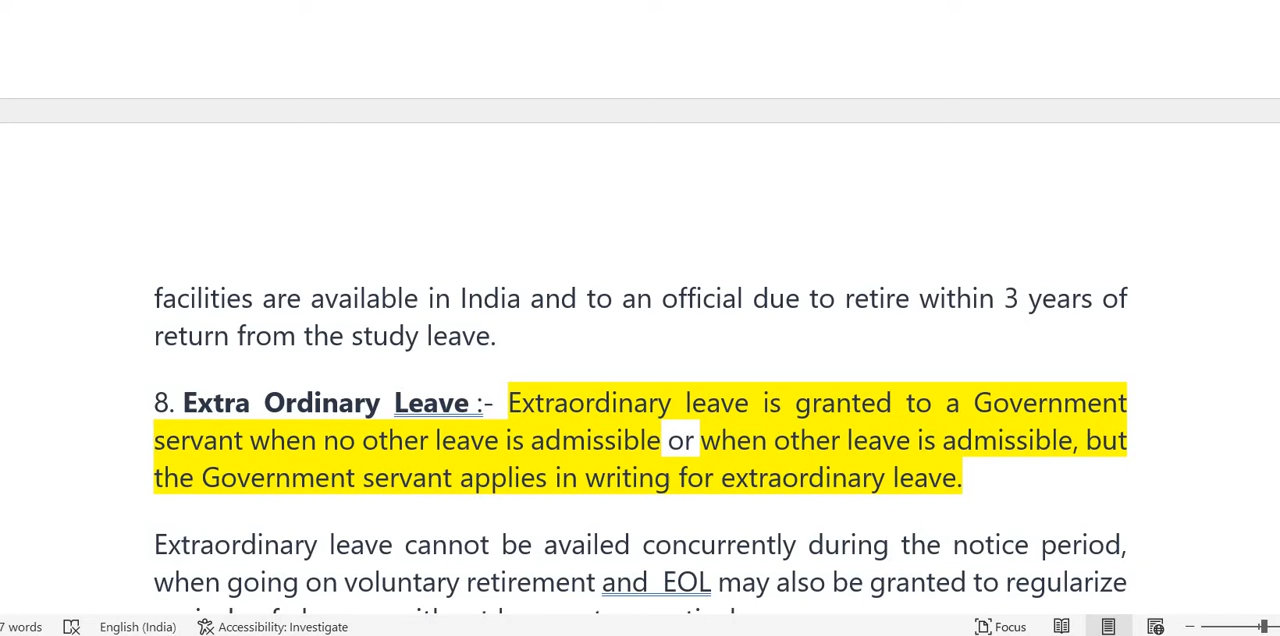 facilities are available in India and to an official due to retire within 3 years of
return from the study leave.
8. Extra Ordinary Leave :- Extraordinary leave is granted to a Government
servant when no other leave is admissible or when other leave is admissible, but
the Government servant applies in writing for extraordinary leave.
Extraordinary leave cannot be availed concurrently during the notice period,
when going on voluntary retirement and EOL may also be granted to regularize
7 words English (India) Accessibility: Investigate Focus